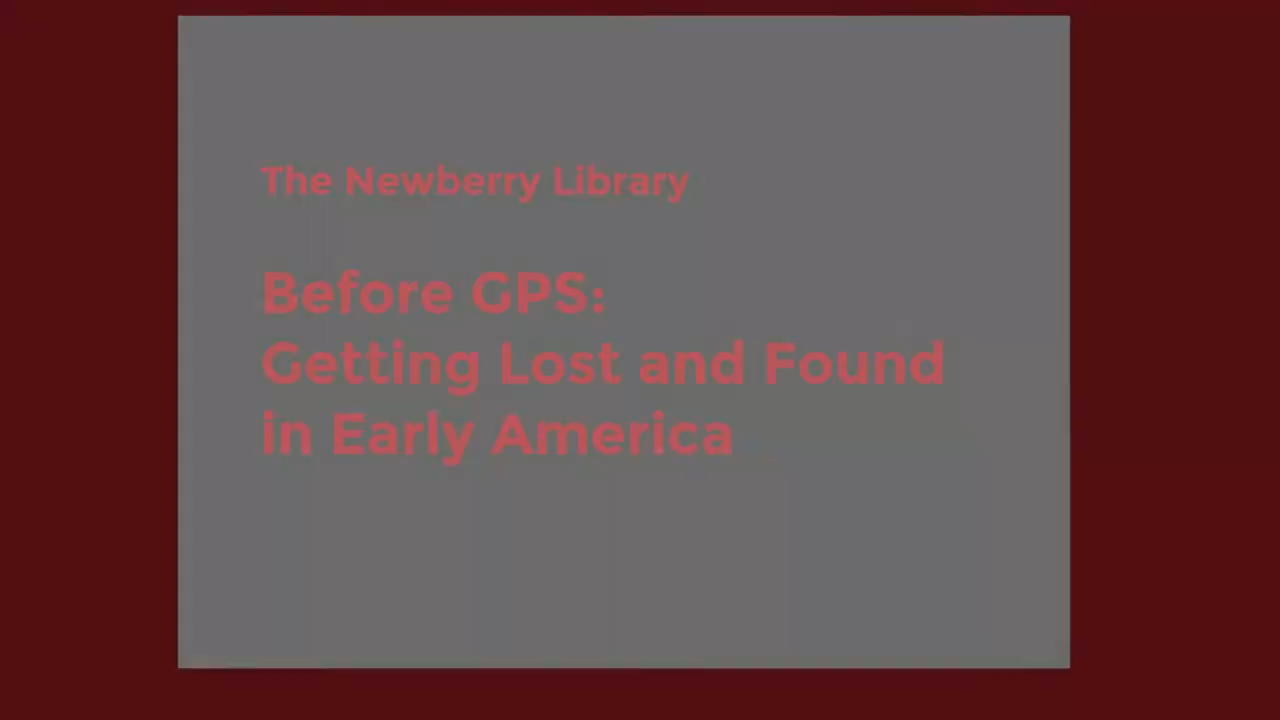 The Newberry Library
Before GPS:
Getting Lost and Found
in Early America